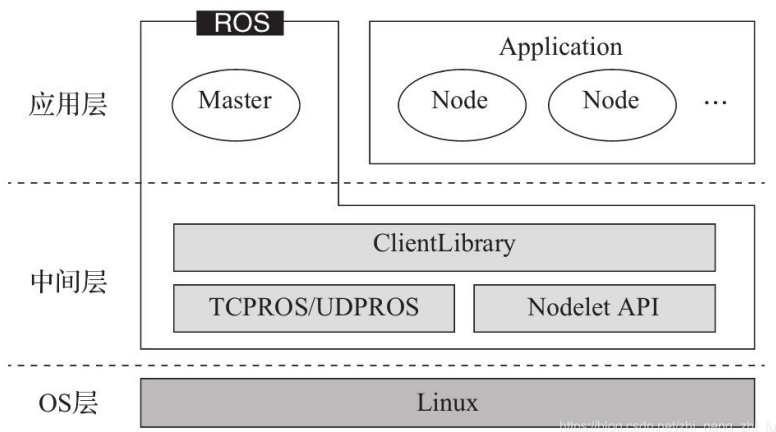 ROS
Application
应用层
Master
Node
Node
...
ClientLibrary
中间层
TCPROS/UDPROS
Nodelet API
OS层
Linux